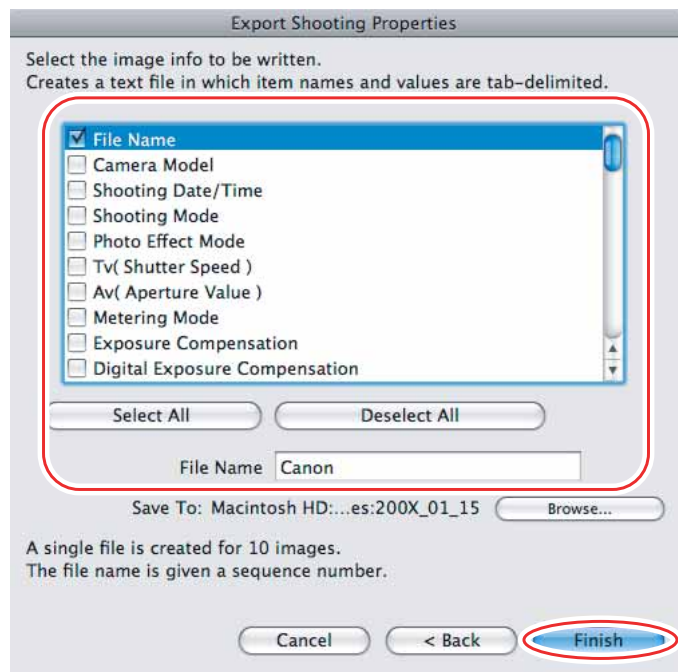 Export Shooting Properties
Select the image info to be written.
Creates a text file in which item names and values are tab-delimited.
File Name
Camera Model
Shooting Date/Time
Shooting Mode
Photo Effect Mode
Tv( Shutter Speed )
Av( Aperture Value )
Metering Mode
Exposure Compensation
Digital Exposure Compensation
Select All Deselect All
File Name Canon
Save To: Macintosh HD:...es:200X_01_15 Browse...
A single file is created for 10 images.
The file name is given a sequence number.
Cancel < Back Finish